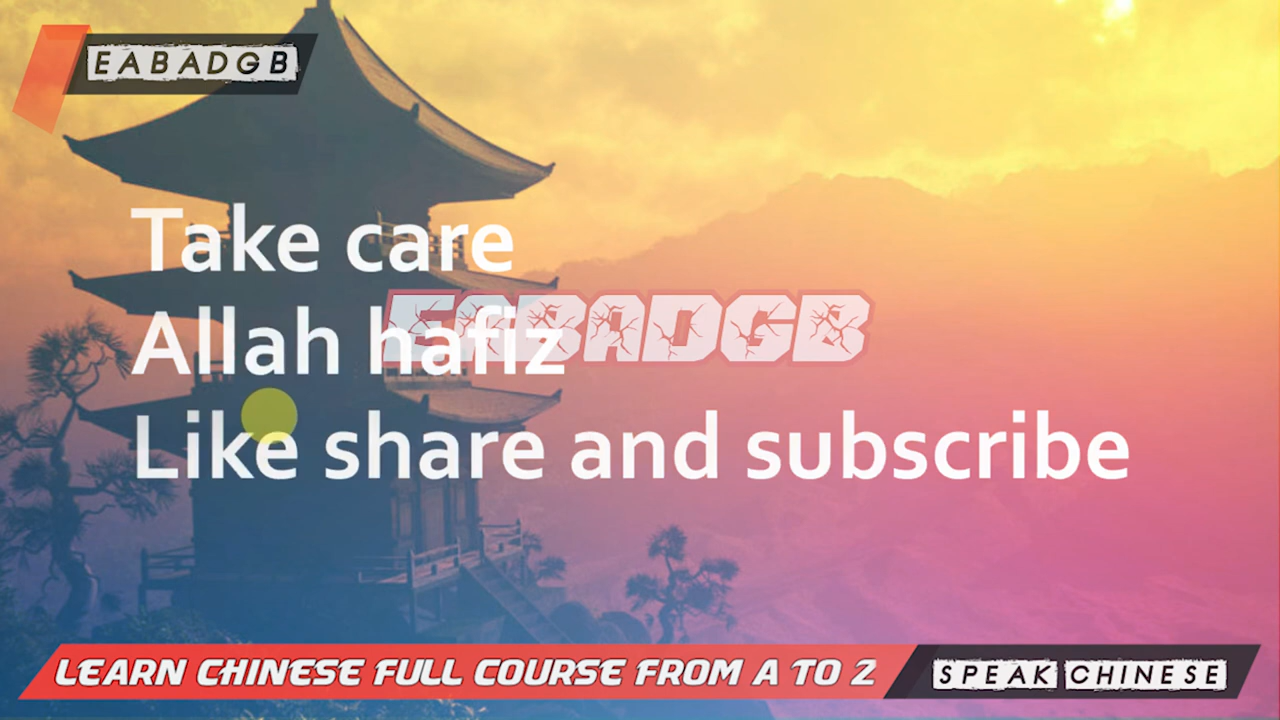 EABADGB
Take care
EABADGB
Allah hafiz
Like share and subscribe
LEARN CHINESE FULL COURSE FROM A TO Z
SPEAK CHINESE